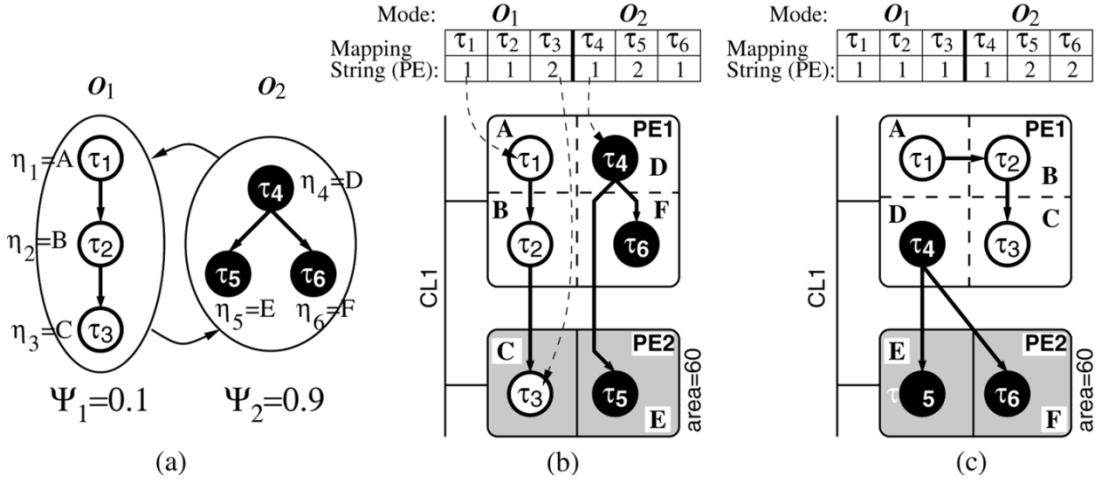 Mode: O1 O2
τ1 τ2 τ3 τ4 τ5 τ6
Mapping
String (PE): 1 1 2 1 2 1
Mode: O1 O2
τ1 τ1 τ3 τ4 τ5 τ6
Mapping
String (PE): 1 1 1 1 2 2
O1 O2
η1=A τ1
η2=B τ2
η3=C τ3
τ4 η4=D
τ5 τ6
η5=E η6=F
Ψ1=0.1 Ψ2=0.9
(a)
CL1
A PE1
τ1 τ4 D
B F
τ2 τ6
C PE2
τ3 τ5
E
area=60
(b)
CL1
A PE1
τ1 τ2
B
D C
τ4 τ3
E PE2
τ 5 τ6
F
area=60
(c)